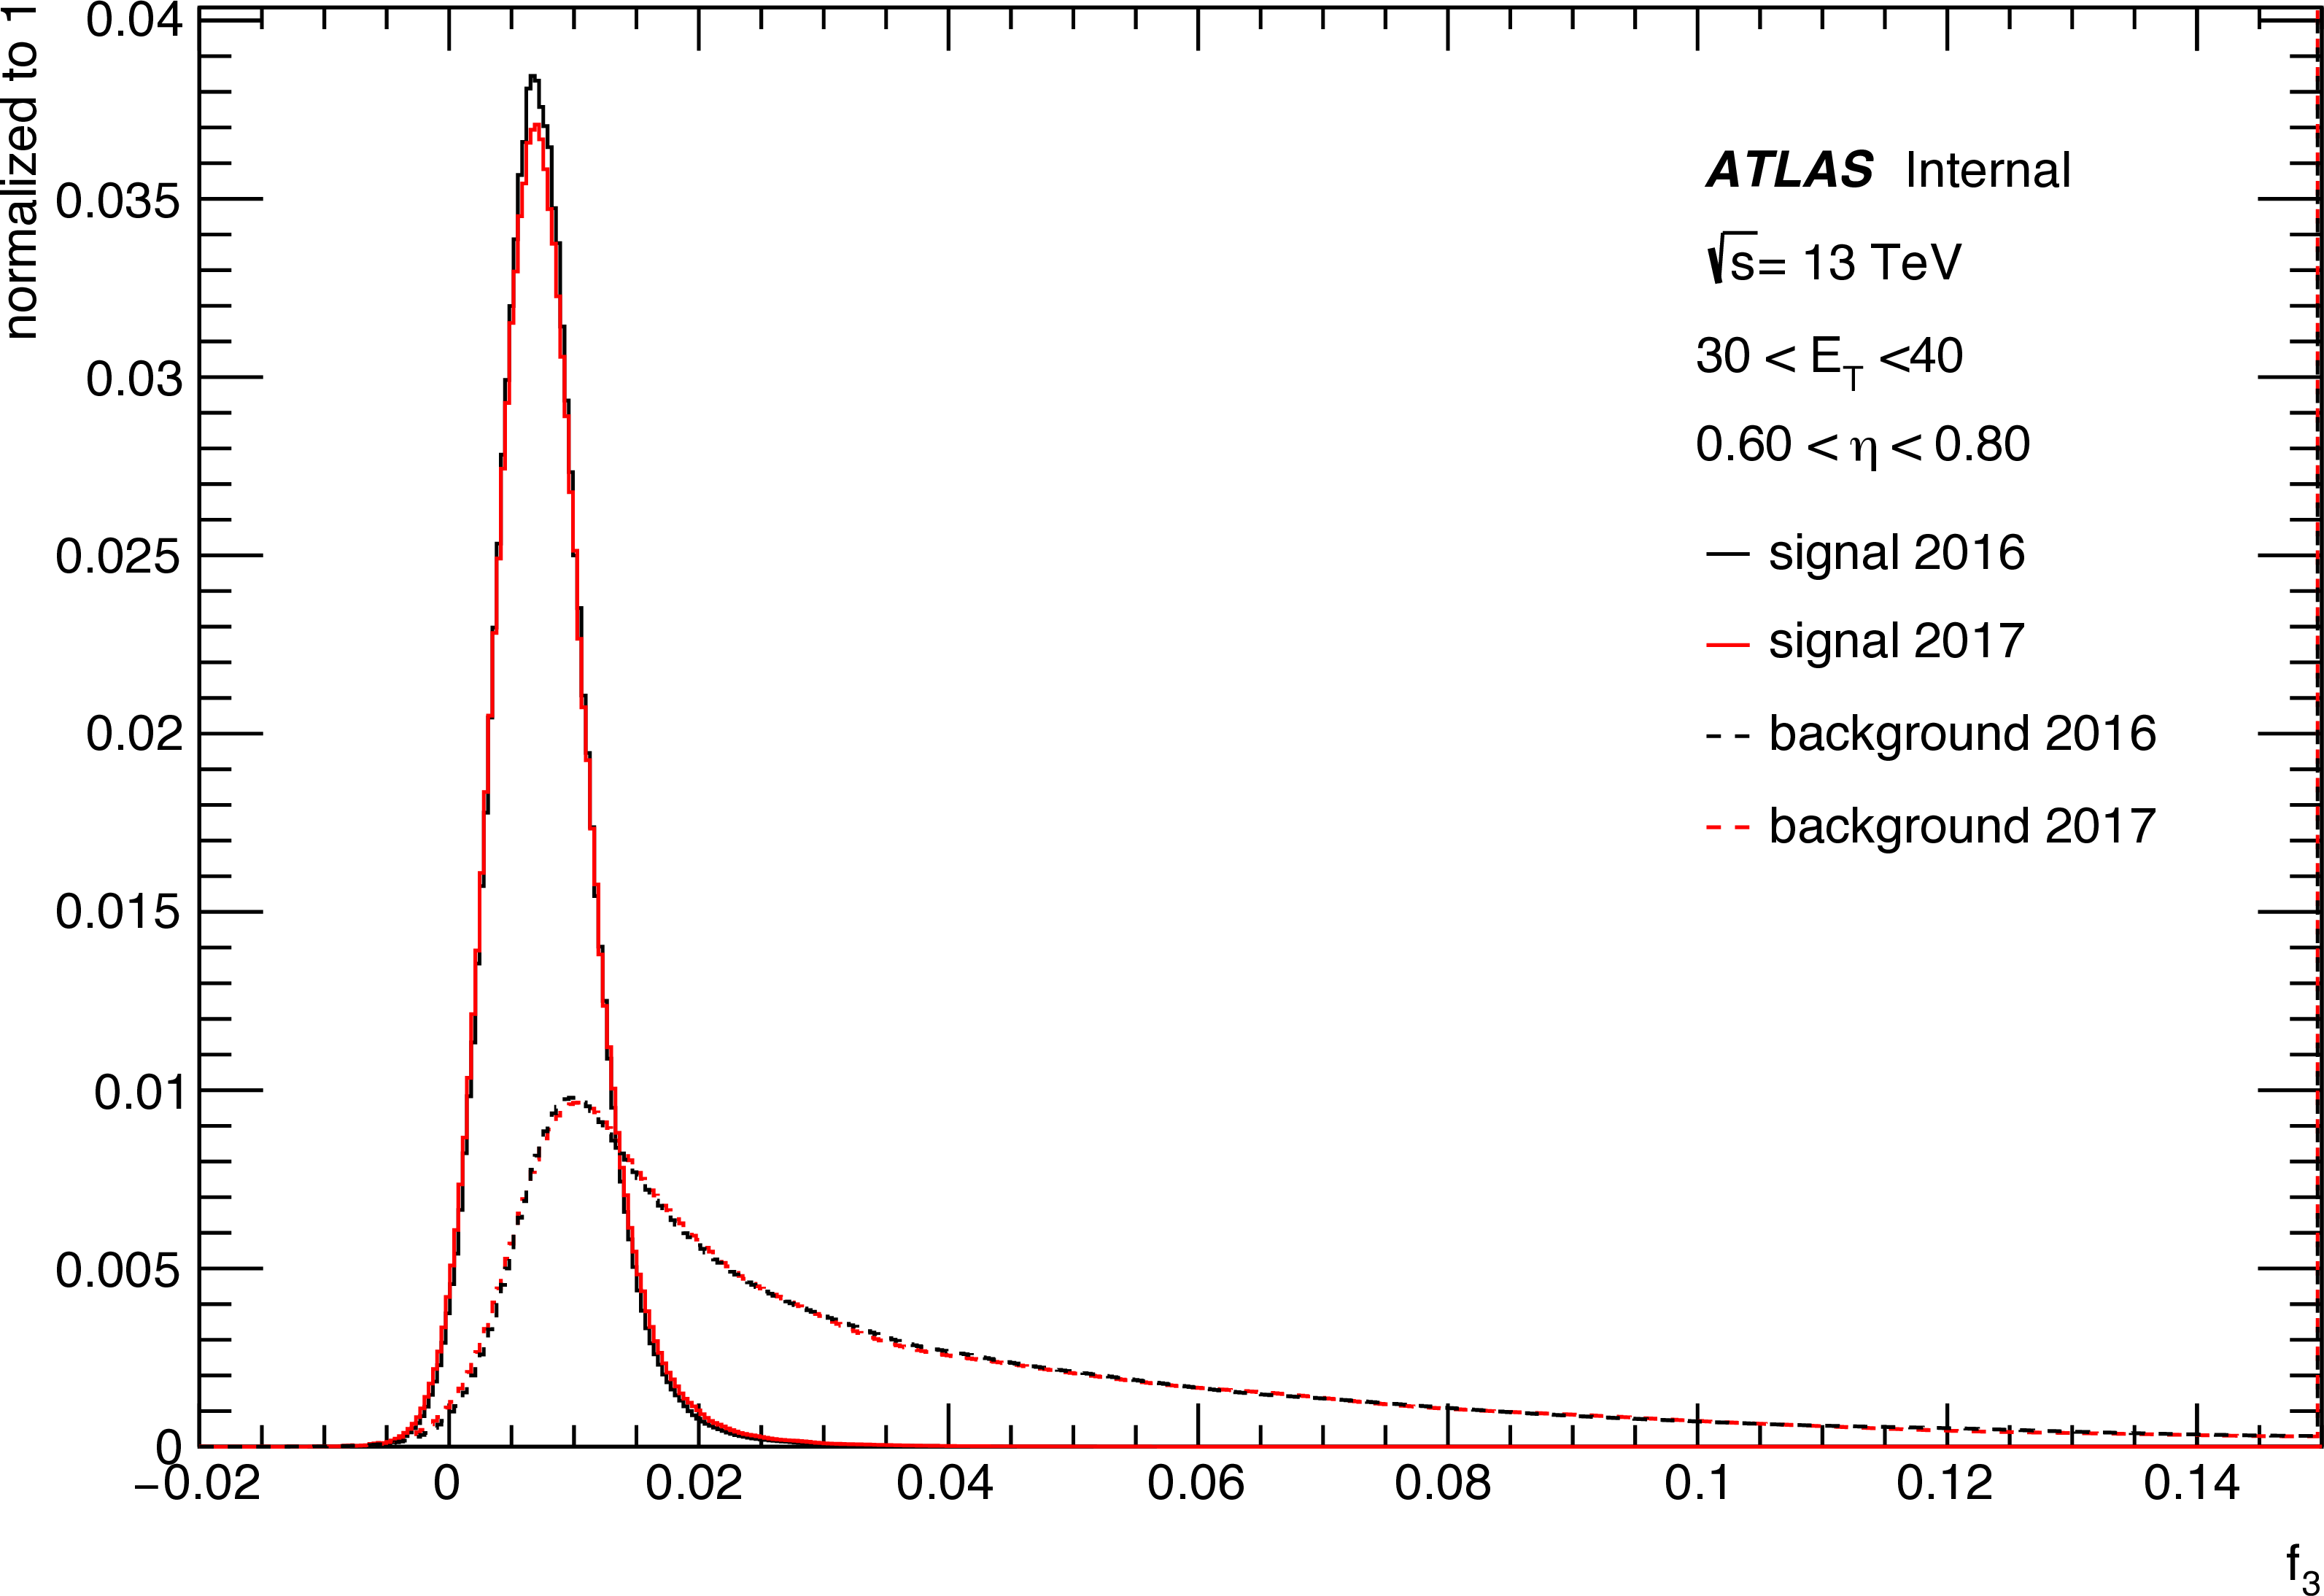 normalized to 1
0.04
0.035
0.03
0.025
0.02
0.015
0.01
0.005
0
ATLAS Internal
√s= 13 TeV
30 < E_T <40
0.60 < η < 0.80
signal 2016
signal 2017
background 2016
background 2017
−0.02 0 0.02 0.04 0.06 0.08 0.1 0.12 0.14
f_3